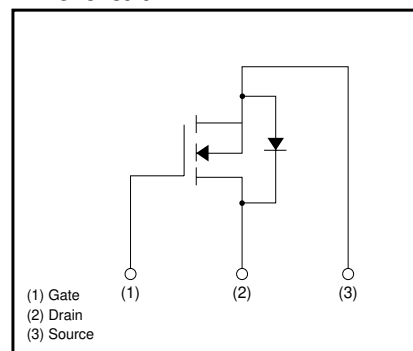 (1) Gate
(2) Drain
(3) Source
(1) (2) (3)